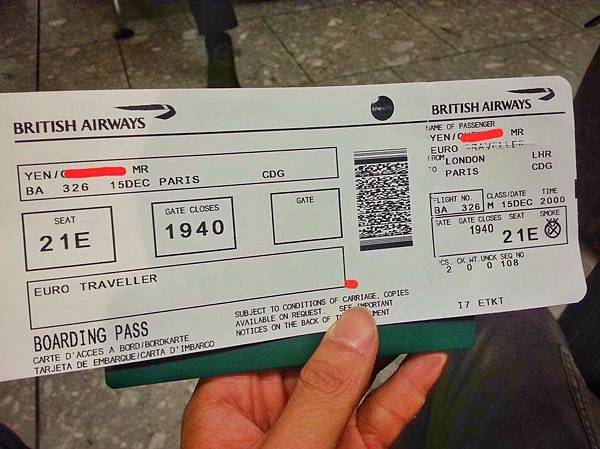 BRITISH AIRWAYS
YEN/ MR
BA 326 15DEC PARIS CDG
SEAT
21E
GATE CLOSES
1940
GATE
EURO TRAVELLER
BOARDING PASS
CARTE D'ACCES A BORD/BORDKARTE
TARJETA DE EMBARQUE/CARTA D'IMBARCO
SUBJECT TO CONDITIONS OF CARRIAGE, COPIES
AVAILABLE ON REQUEST. SEE IMPORTANT
NOTICES ON THE BACK OF
BRITISH AIRWAYS
NAME OF PASSENGER
YEN/ MR
EURO TRAVELLER
FROM LONDON LHR
TO PARIS CDG
FLIGHT NO. CLASS/DATE TIME
BA 326 M 15DEC 2000
GATE GATE CLOSES SEAT SMOKE
1940 21E
PCS. CK.WT.UNCK SEQ NO
2 0 0 108
17 ETKT